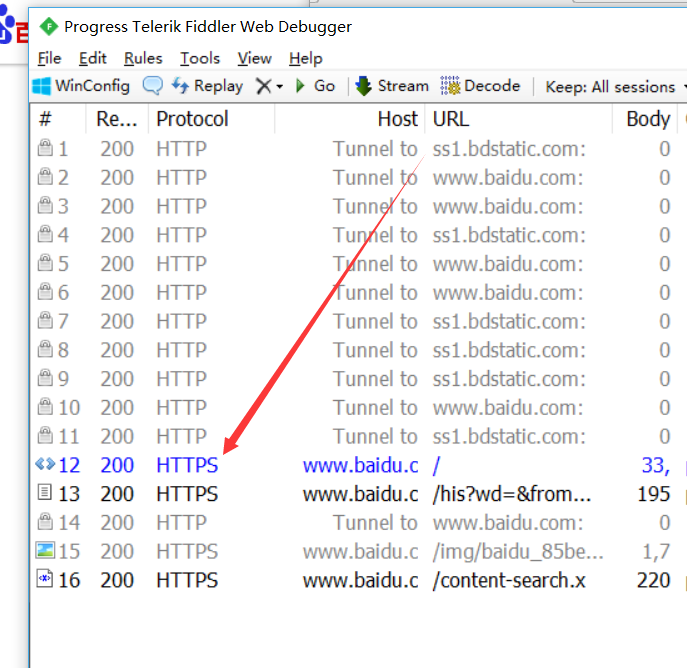 百
Progress Telerik Fiddler Web Debugger
File Edit Rules Tools View Help
WinConfig Replay Go Stream Decode Keep: All sessions
# Re... Protocol Host URL Body
1 200 HTTP Tunnel to ss1.bdstatic.com: 0
2 200 HTTP Tunnel to www.baidu.com: 0
3 200 HTTP Tunnel to www.baidu.com: 0
4 200 HTTP Tunnel to ss1.bdstatic.com: 0
5 200 HTTP Tunnel to www.baidu.com: 0
6 200 HTTP Tunnel to www.baidu.com: 0
7 200 HTTP Tunnel to ss1.bdstatic.com: 0
8 200 HTTP Tunnel to ss1.bdstatic.com: 0
9 200 HTTP Tunnel to ss1.bdstatic.com: 0
10 200 HTTP Tunnel to www.baidu.com: 0
11 200 HTTP Tunnel to ss1.bdstatic.com: 0
12 200 HTTPS www.baidu.c / 33,
13 200 HTTPS www.baidu.c /his?wd=&from... 195
14 200 HTTP Tunnel to www.baidu.com: 0
15 200 HTTPS www.baidu.c /img/baidu_85be... 1,7
16 200 HTTPS www.baidu.c /content-search.x 220